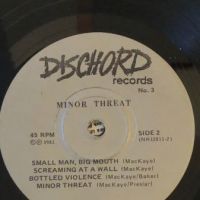 DISCHORD
records
No. 3
MINOR THREAT
45 RPM
SIDE 2
℗© 1981
SMALL MAN, BIG MOUTH (MacKaye)
SCREAMING AT A WALL (MacKaye)
BOTTLED VIOLENCE (MacKaye/Baker)
MINOR THREAT (MacKaye/Preslar)